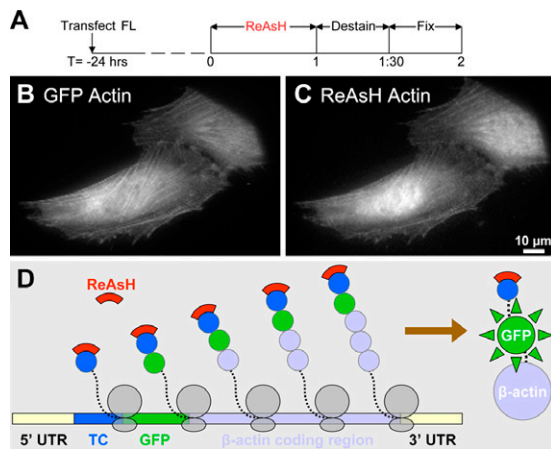 A
Transfect FL
ReAsH
Destain
Fix
T= -24 hrs
0
1
1:30
2
B GFP Actin
C ReAsH Actin
10 µm
D
ReAsH
GFP
β-actin
5' UTR
TC
GFP
β-actin coding region
3' UTR